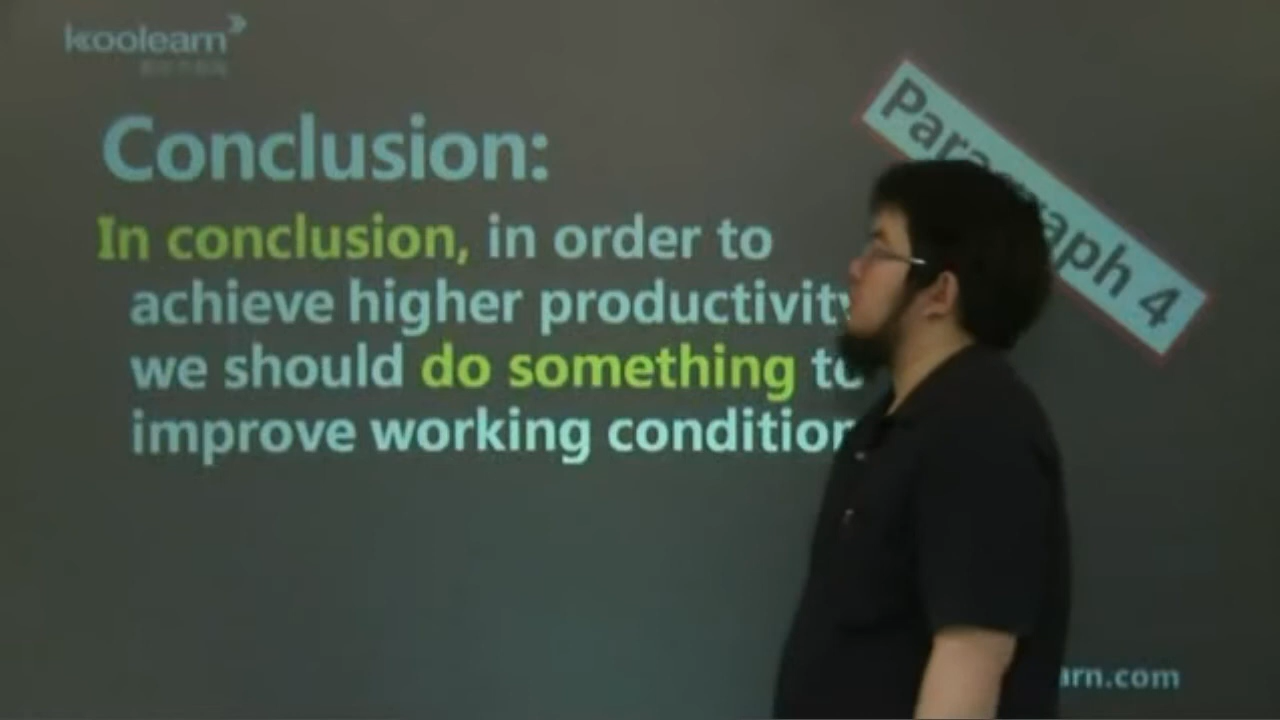 koolearn
Paragraph 4
Conclusion:
In conclusion, in order to
achieve higher productivity
we should do something to
improve working condition
arn.com